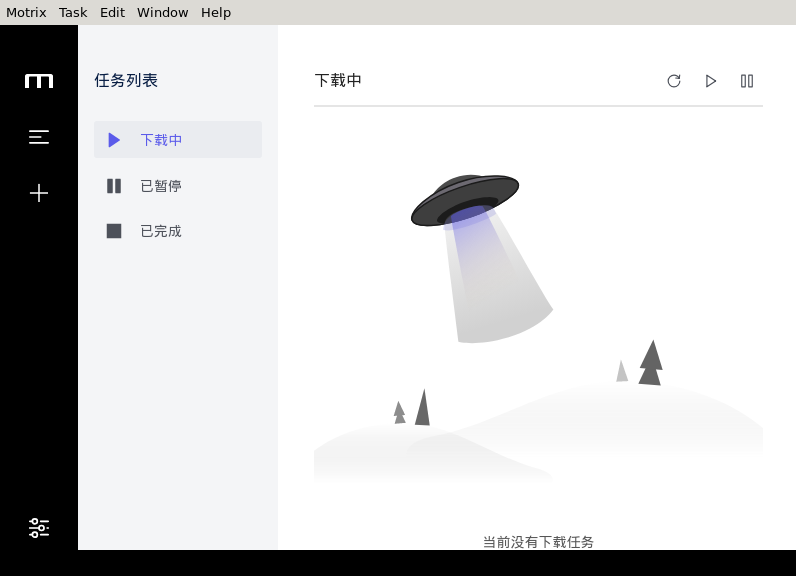 Motrix Task Edit Window Help
任务列表
下载中
已暂停
已完成
下载中
当前没有下载任务